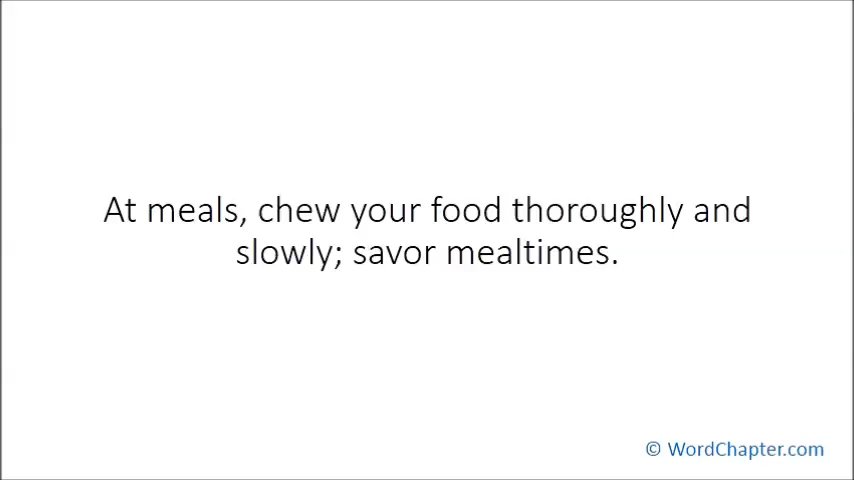 At meals, chew your food thoroughly and
slowly; savor mealtimes.
© WordChapter.com